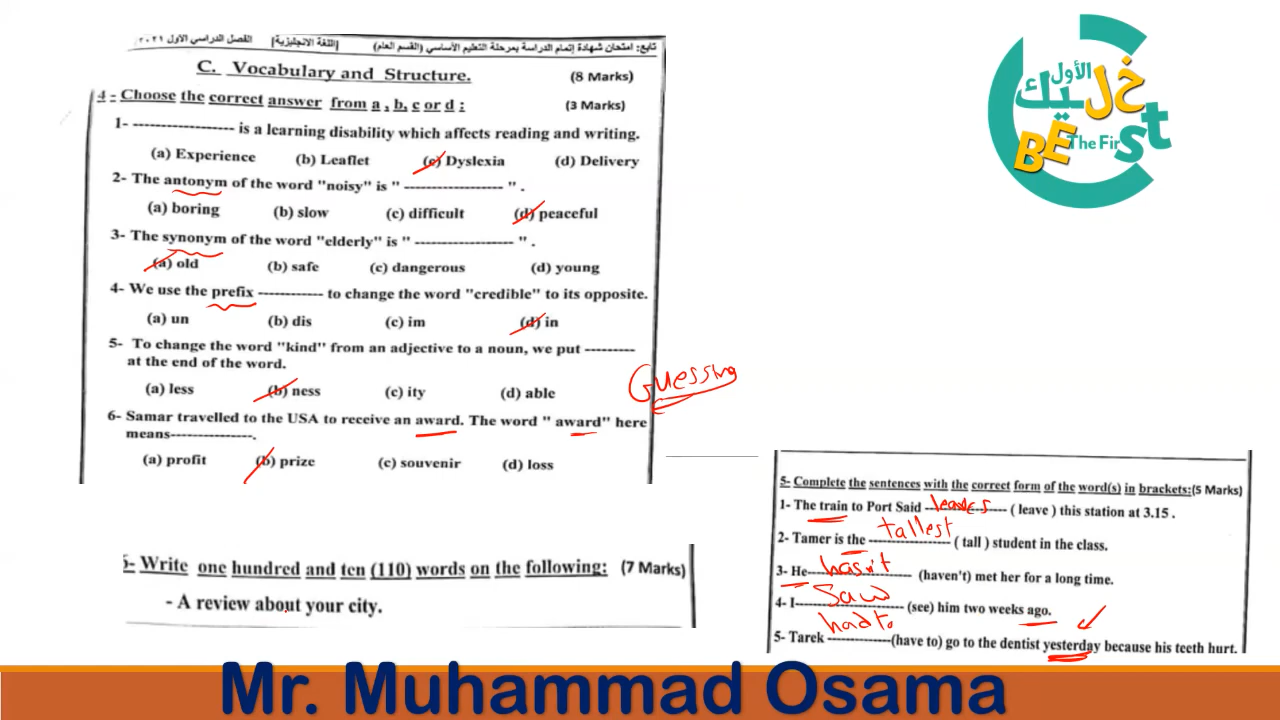 تابع: امتحان شهادة إتمام الدراسة بمرحلة التعليم الأساسي (القسم العام) [اللغة الانجليزية] الفصل الدراسي الأول ٢٠٢١
C. Vocabulary and Structure. (8 Marks)
4 - Choose the correct answer from a , b, c or d : (3 Marks)
1- ------------------- is a learning disability which affects reading and writing.
(a) Experience (b) Leaflet (c) Dyslexia (d) Delivery
2- The antonym of the word "noisy" is " ------------------- " .
(a) boring (b) slow (c) difficult (d) peaceful
3- The synonym of the word "elderly" is " ------------------- " .
(a) old (b) safe (c) dangerous (d) young
4- We use the prefix ------------- to change the word "credible" to its opposite.
(a) un (b) dis (c) im (d) in
5- To change the word "kind" from an adjective to a noun, we put ----------
at the end of the word.
(a) less (b) ness (c) ity (d) able
Guessing
6- Samar travelled to the USA to receive an award. The word " award" here
means----------------.
(a) profit (b) prize (c) souvenir (d) loss
5- Write one hundred and ten (110) words on the following: (7 Marks)
- A review about your city.
خليك الأول
BE The First
5- Complete the sentences with the correct form of the word(s) in brackets:(5 Marks)
1- The train to Port Said leaves ( leave ) this station at 3.15 .
2- Tamer is the tallest ( tall ) student in the class.
3- He hasn't (haven't) met her for a long time.
4- I saw (see) him two weeks ago.
5- Tarek had to (have to) go to the dentist yesterday because his teeth hurt.
Mr. Muhammad Osama